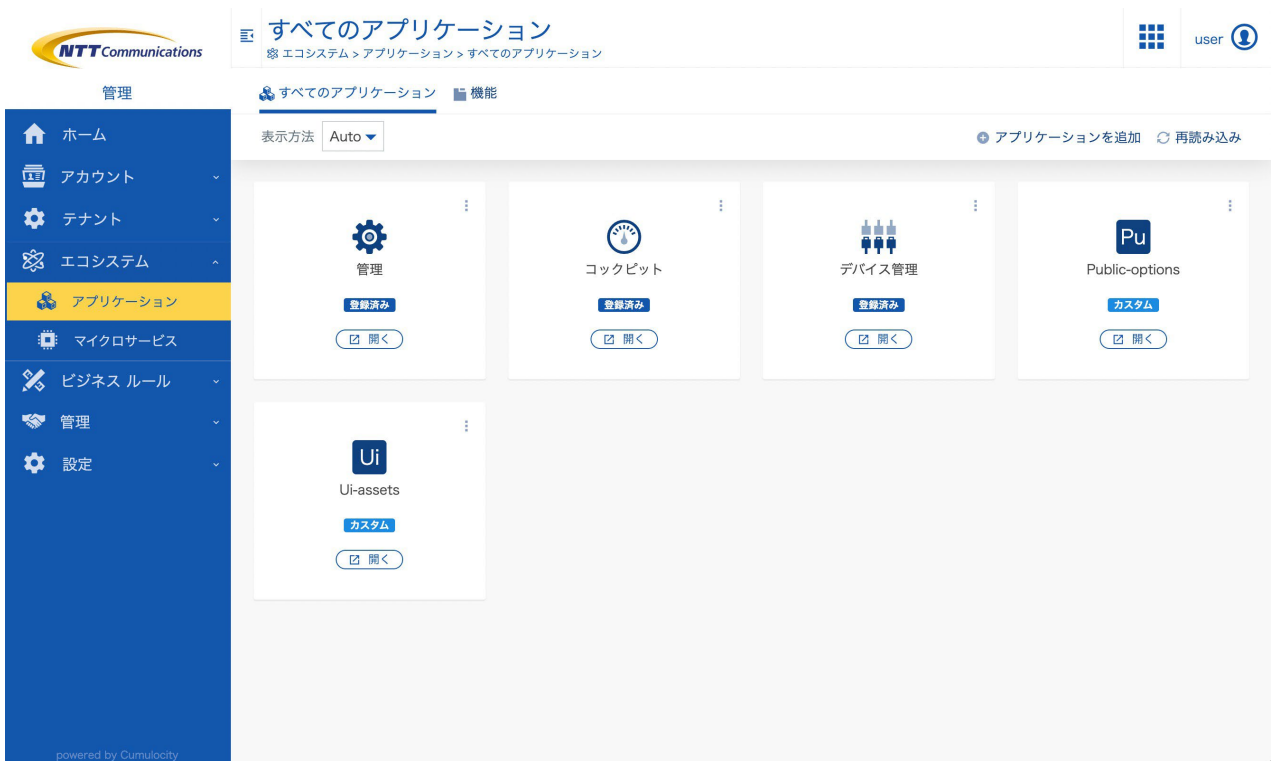 NTT Communications
すべてのアプリケーション
エコシステム > アプリケーション > すべてのアプリケーション
user
管理
すべてのアプリケーション 機能
表示方法 Auto
アプリケーションを追加 再読み込み
ホーム
アカウント
テナント
エコシステム
アプリケーション
マイクロサービス
ビジネス ルール
管理
設定
powered by Cumulocity
管理
登録済み
開く
コックピット
登録済み
開く
デバイス管理
登録済み
開く
Pu
Public-options
カスタム
開く
Ui
Ui-assets
カスタム
開く